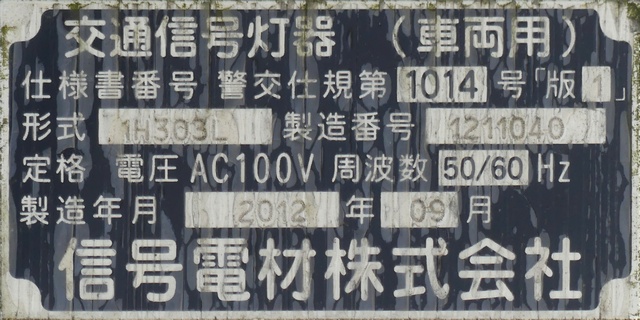 交通信号灯器 （車両用）
仕様書番号 警交仕規第 1014 号「版 1 」
形式 1H303L 製造番号 1211040
定格 電圧 AC100V 周波数 50/60 Hz
製造年月 2012 年 09 月
信号電材株式会社